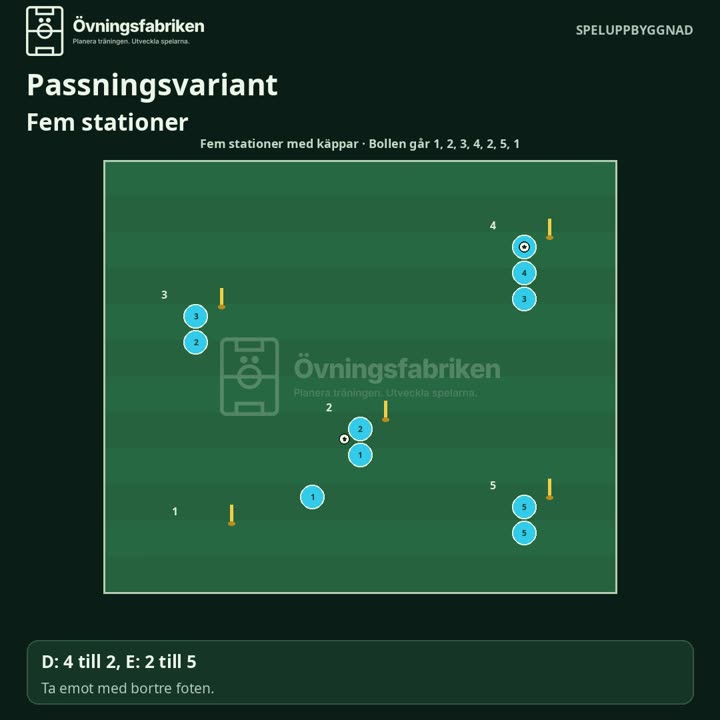 Övningsfabriken
Planera träningen. Utveckla spelarna.
SPELUPPBYGGNAD
Passningsvariant
Fem stationer
Fem stationer med käppar · Bollen går 1, 2, 3, 4, 2, 5, 1
4
4
3
3
3
2
Övningsfabriken
Planera träningen. Utveckla spelarna.
2
2
1
5
1
1
5
5
D: 4 till 2, E: 2 till 5
Ta emot med bortre foten.